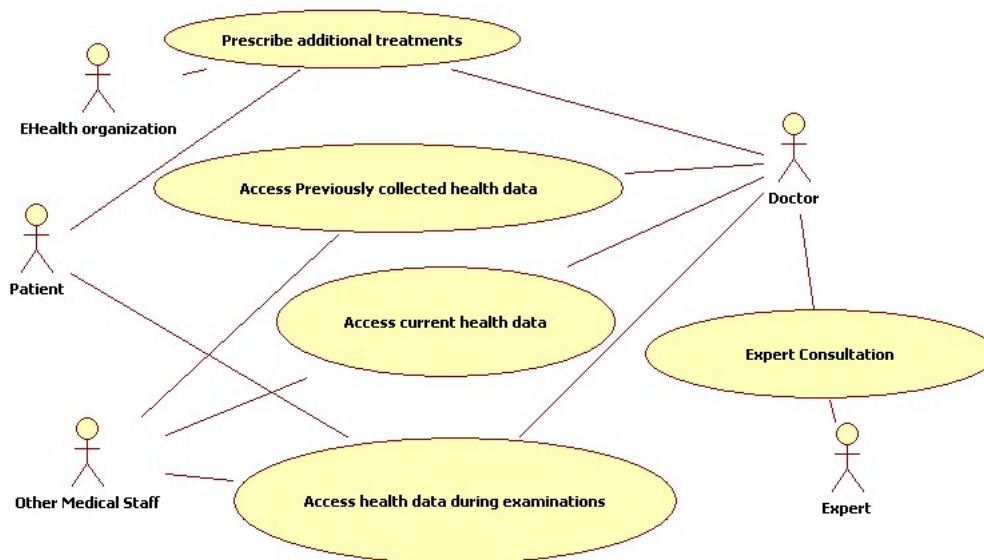 Prescribe additional treatments
EHealth organization
Access Previously collected health data
Doctor
Patient
Access current health data
Expert Consultation
Other Medical Staff
Access health data during examinations
Expert